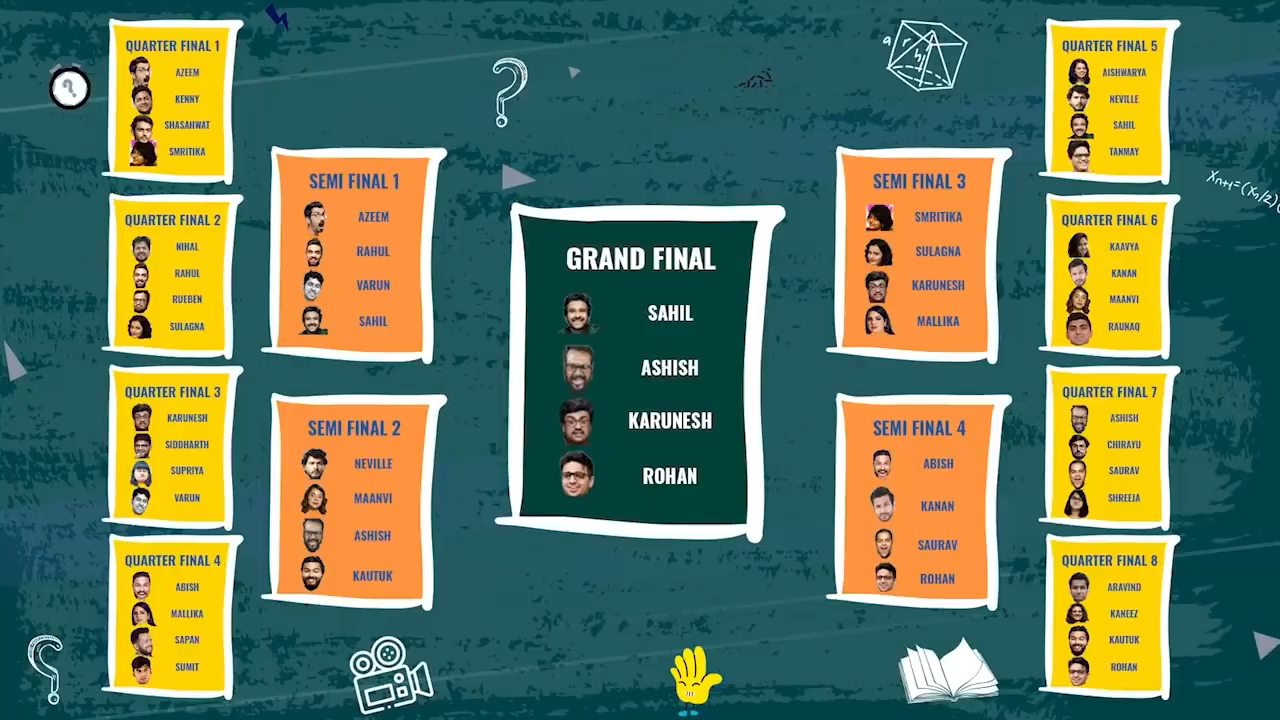 QUARTER FINAL 1
AZEEM
KENNY
SHASAHWAT
SMRITIKA
QUARTER FINAL 2
NIHAL
RAHUL
RUEBEN
SULAGNA
QUARTER FINAL 3
KARUNESH
SIDDHARTH
SUPRIYA
VARUN
QUARTER FINAL 4
ABISH
MALLIKA
SAPAN
SUMIT
SEMI FINAL 1
AZEEM
RAHUL
VARUN
SAHIL
SEMI FINAL 2
NEVILLE
MAANVI
ASHISH
KAUTUK
?
?
?
GRAND FINAL
SAHIL
ASHISH
KARUNESH
ROHAN
a r h
SEMI FINAL 3
SMRITIKA
SULAGNA
KARUNESH
MALLIKA
SEMI FINAL 4
ABISH
KANAN
SAURAV
ROHAN
QUARTER FINAL 5
AISHWARYA
NEVILLE
SAHIL
TANMAY
QUARTER FINAL 6
KAAVYA
KANAN
MAANVI
RAUNAQ
QUARTER FINAL 7
ASHISH
CHIRAYU
SAURAV
SHREEJA
QUARTER FINAL 8
ARAVIND
KANEEZ
KAUTUK
ROHAN